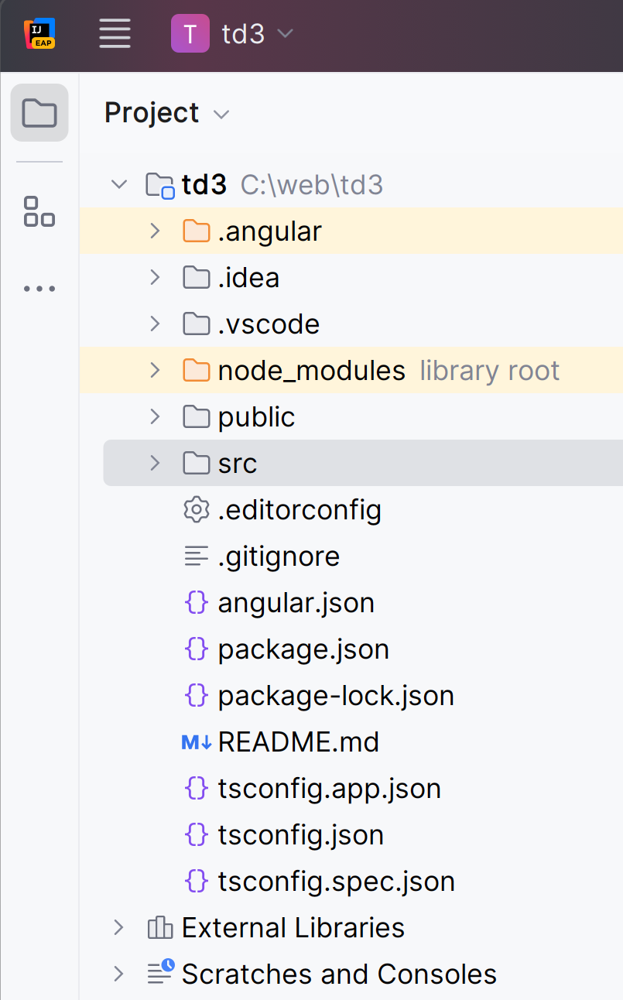 IJ
EAP
T td3
Project
td3 C:\web\td3
.angular
.idea
.vscode
node_modules library root
public
src
.editorconfig
.gitignore
{} angular.json
{} package.json
{} package-lock.json
M↓ README.md
{} tsconfig.app.json
{} tsconfig.json
{} tsconfig.spec.json
External Libraries
Scratches and Consoles